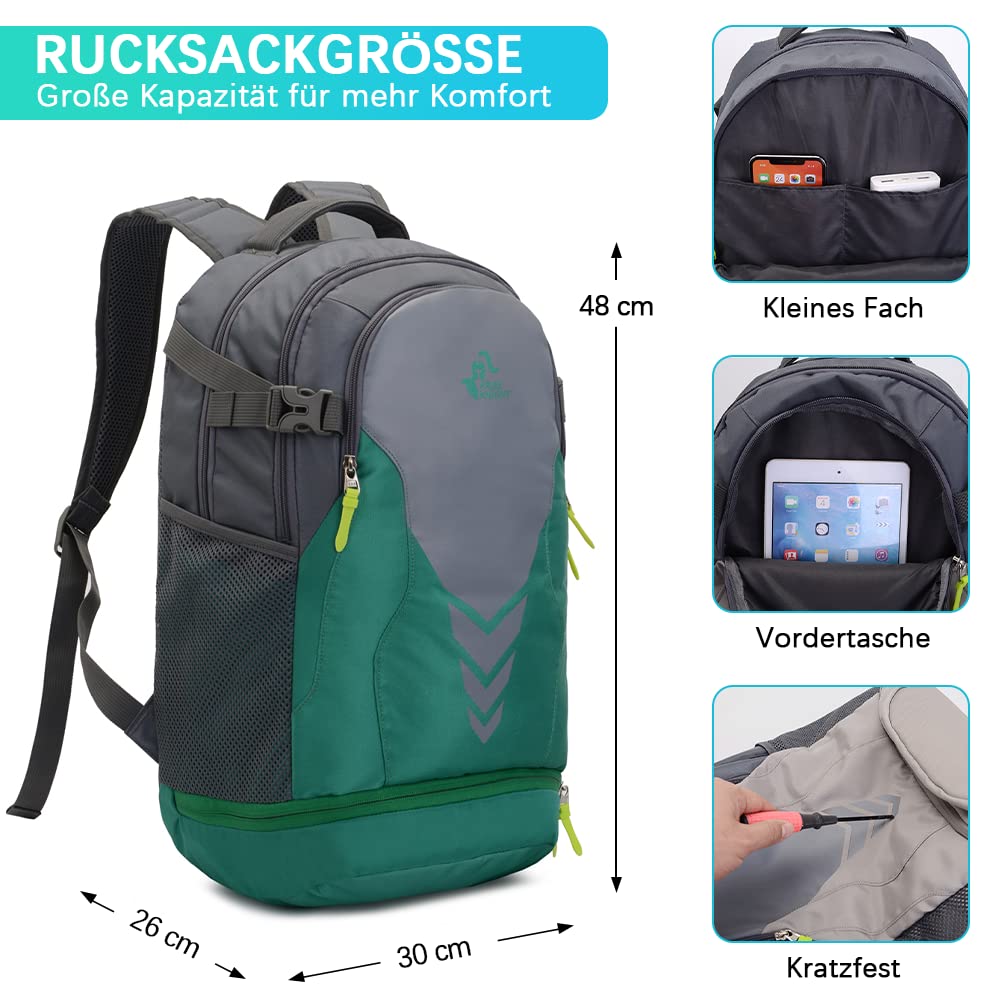 RUCKSACKGRÖSSE
Große Kapazität für mehr Komfort
48 cm
26 cm
30 cm
Kleines Fach
Vordertasche
Kratzfest